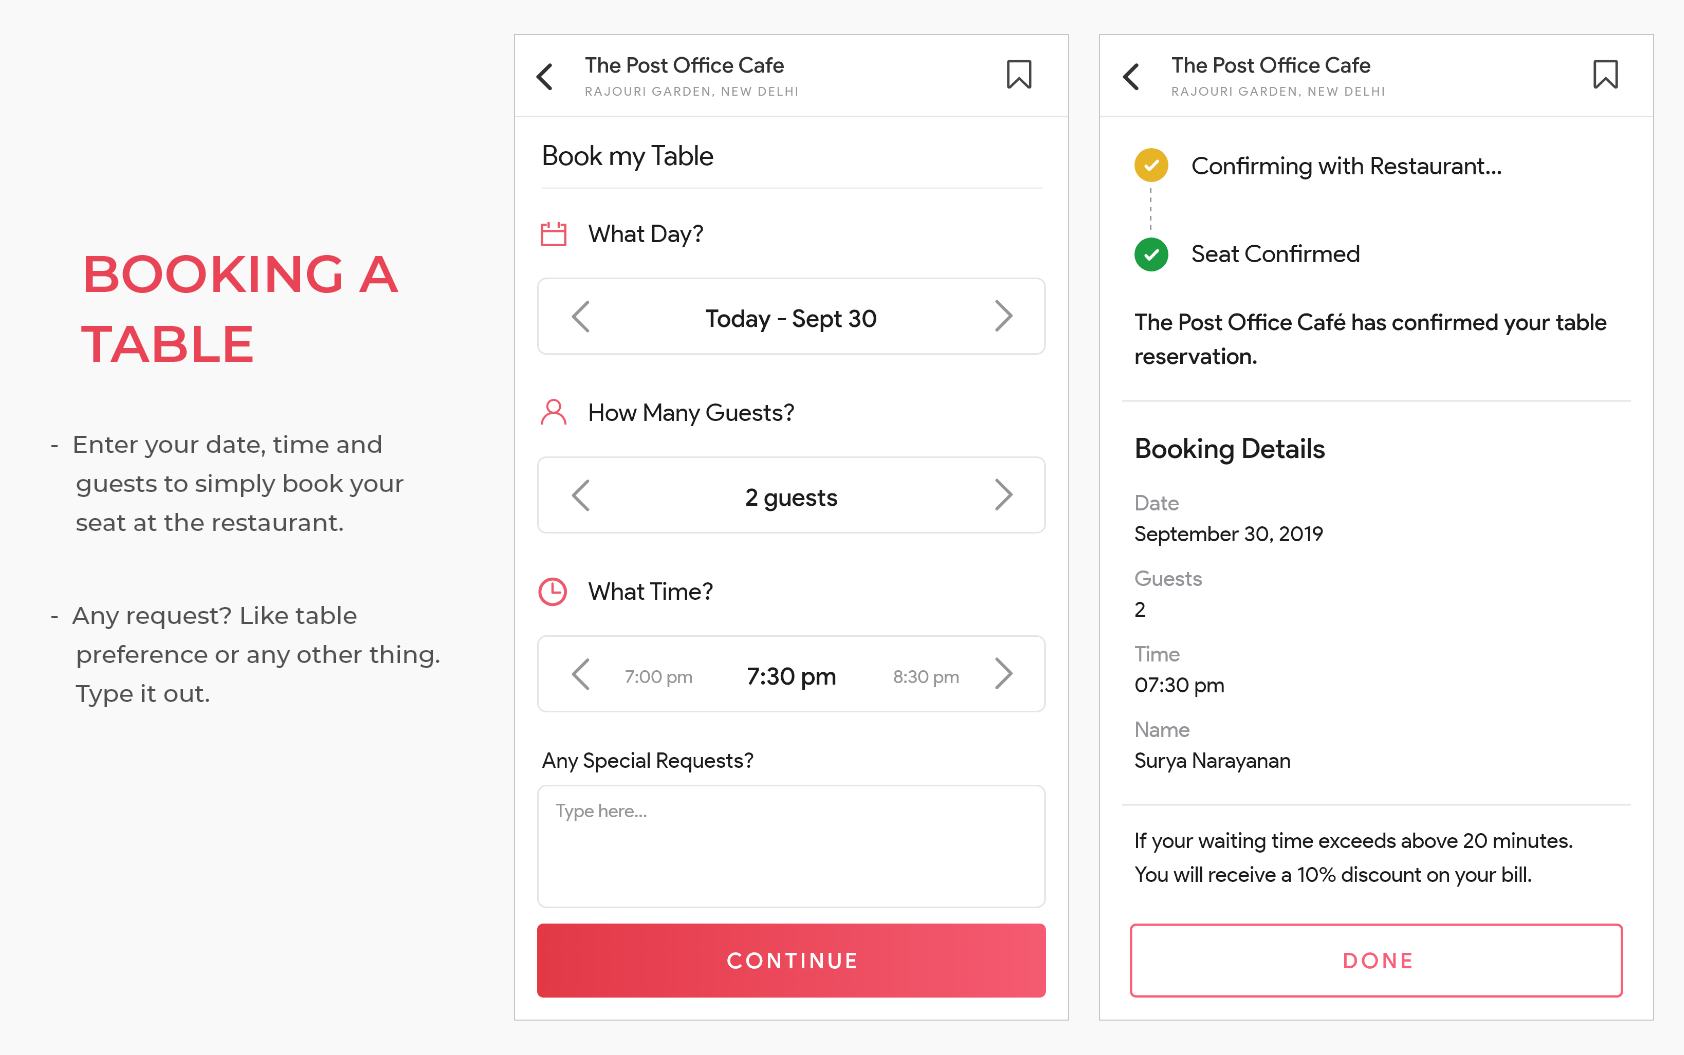 BOOKING A
TABLE
- Enter your date, time and
guests to simply book your
seat at the restaurant.
- Any request? Like table
preference or any other thing.
Type it out.
The Post Office Cafe
RAJOURI GARDEN, NEW DELHI
Book my Table
What Day?
Today - Sept 30
How Many Guests?
2 guests
What Time?
7:00 pm 7:30 pm 8:30 pm
Any Special Requests?
Type here...
CONTINUE
The Post Office Cafe
RAJOURI GARDEN, NEW DELHI
Confirming with Restaurant...
Seat Confirmed
The Post Office Café has confirmed your table
reservation.
Booking Details
Date
September 30, 2019
Guests
2
Time
07:30 pm
Name
Surya Narayanan
If your waiting time exceeds above 20 minutes.
You will receive a 10% discount on your bill.
DONE